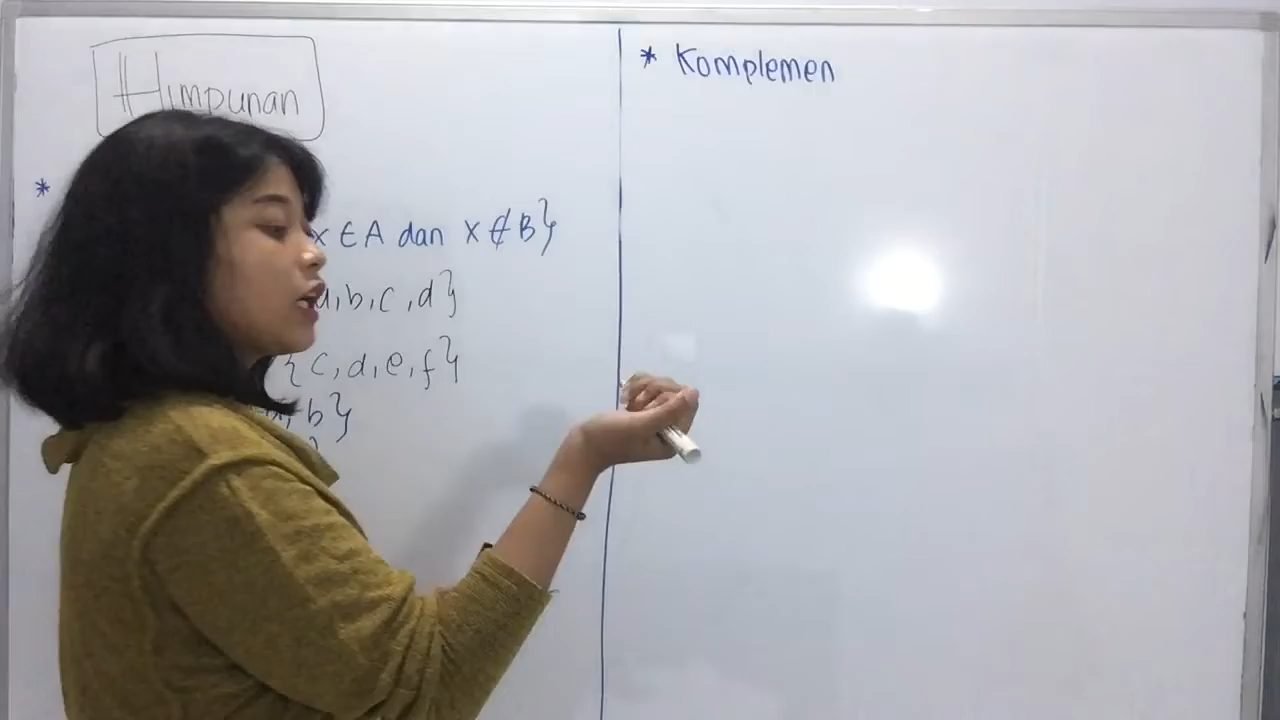 Himpunan
*
x ∈ A dan x ∉ B}
a, b, c, d}
{c, d, e, f}
b}
}
* Komplemen